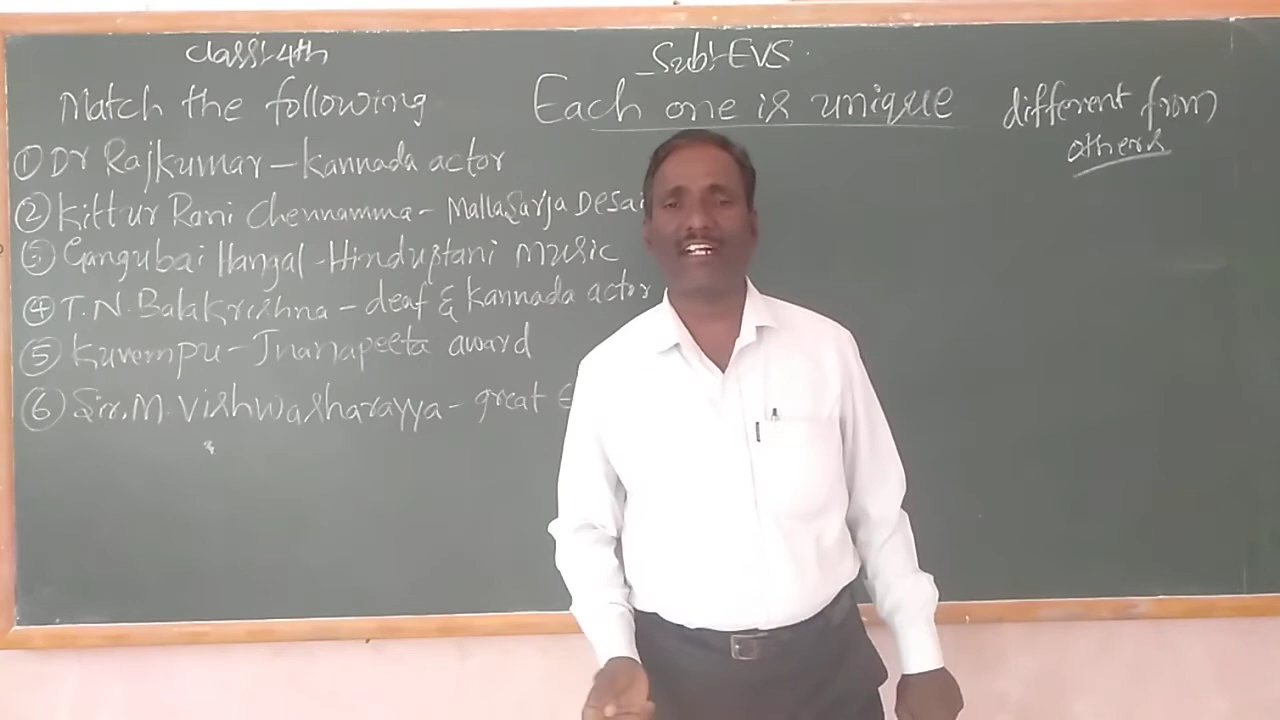 Class:- 4th
Sub:- EVS
Match the following
Each one is unique
different from
others
① Dr Rajkumar - Kannada actor
② Kittur Rani Chennamma - Mallasarja Desai
③ Gangubai Hangal - Hindustani music
④ T.N. Balakrishna - deaf & Kannada actor
⑤ Kuvempu - Jnanapeeta award
⑥ Sir. M. Vishwasharayya - great